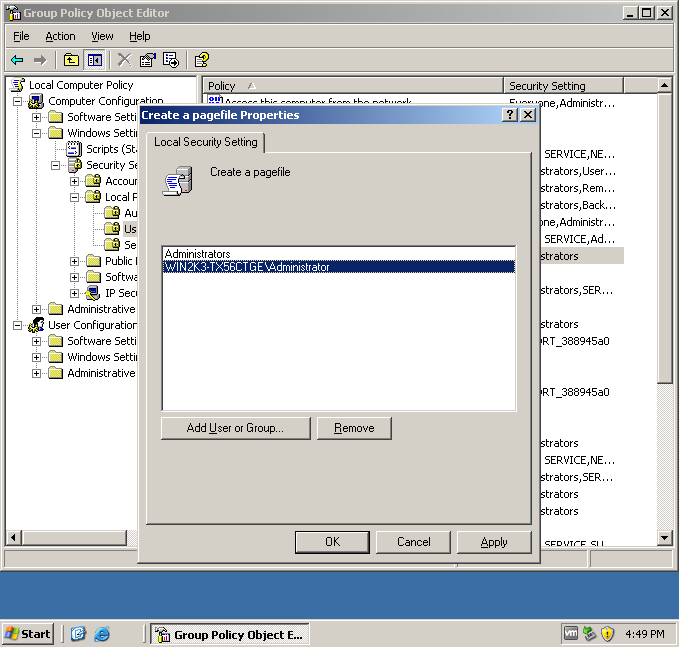 Group Policy Object Editor
File Action View Help
Local Computer Policy
Computer Configuration
Software Setti
Windows Setti
Scripts (Sta
Security Se
Accou
Local P
Au
Us
Se
Public
Softwa
IP Secu
Administrative
User Configuration
Software Setti
Windows Setti
Administrative
Policy Security Setting
Access this computer from the network Everyone,Administr...
SERVICE,NE...
strators,User...
strators,Rem...
strators,Back...
one,Administr...
SERVICE,Ad...
strators
strators,SER...
strators
RT_388945a0
RT_388945a0
strators
SERVICE,NE...
strators,SER...
strators
strators
SERVICE,SU
Create a pagefile Properties
Local Security Setting
Create a pagefile
Administrators
WIN2K3-TX56CTGE\Administrator
Add User or Group... Remove
OK Cancel Apply
Start Group Policy Object E... vm 4:49 PM